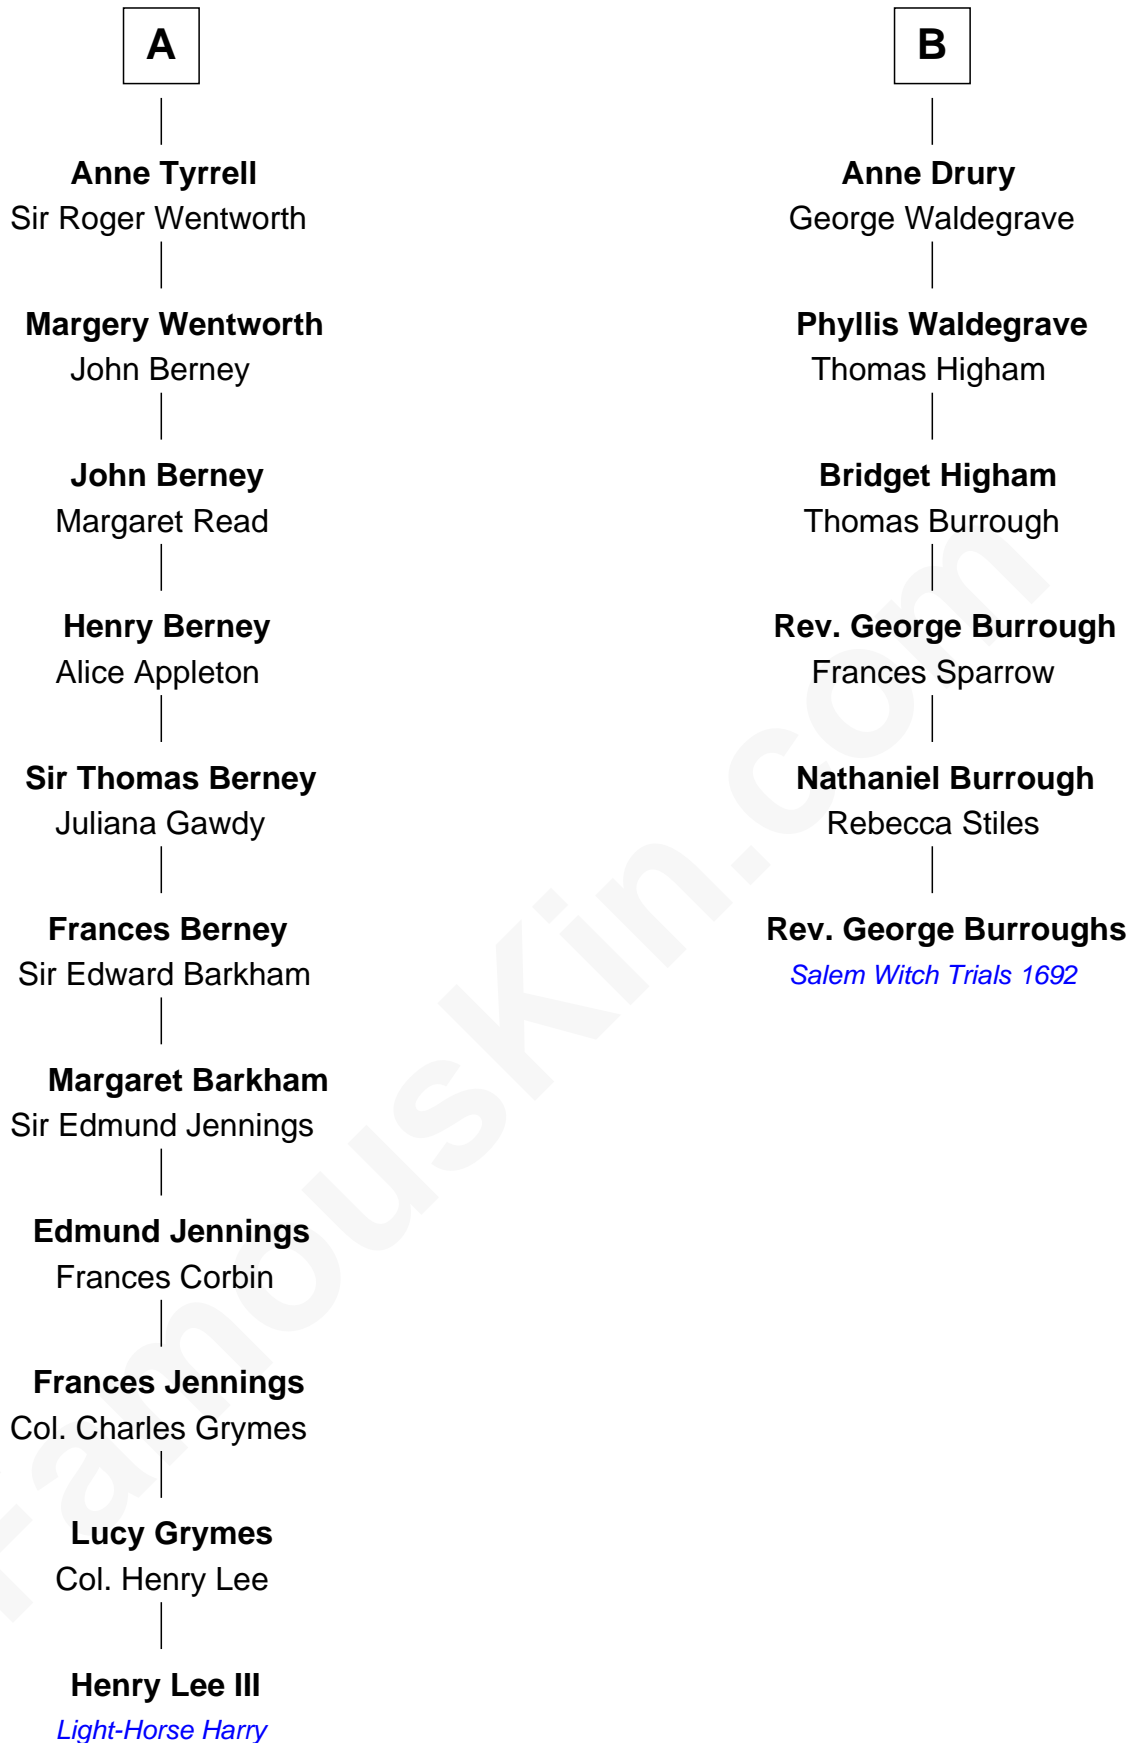 A
Anne Tyrrell
Sir Roger Wentworth
Margery Wentworth
John Berney
John Berney
Margaret Read
Henry Berney
Alice Appleton
Sir Thomas Berney
Juliana Gawdy
Frances Berney
Sir Edward Barkham
Margaret Barkham
Sir Edmund Jennings
Edmund Jennings
Frances Corbin
Frances Jennings
Col. Charles Grymes
Lucy Grymes
Col. Henry Lee
Henry Lee III
Light-Horse Harry
B
Anne Drury
George Waldegrave
Phyllis Waldegrave
Thomas Higham
Bridget Higham
Thomas Burrough
Rev. George Burrough
Frances Sparrow
Nathaniel Burrough
Rebecca Stiles
Rev. George Burroughs
Salem Witch Trials 1692
FamousKin.com